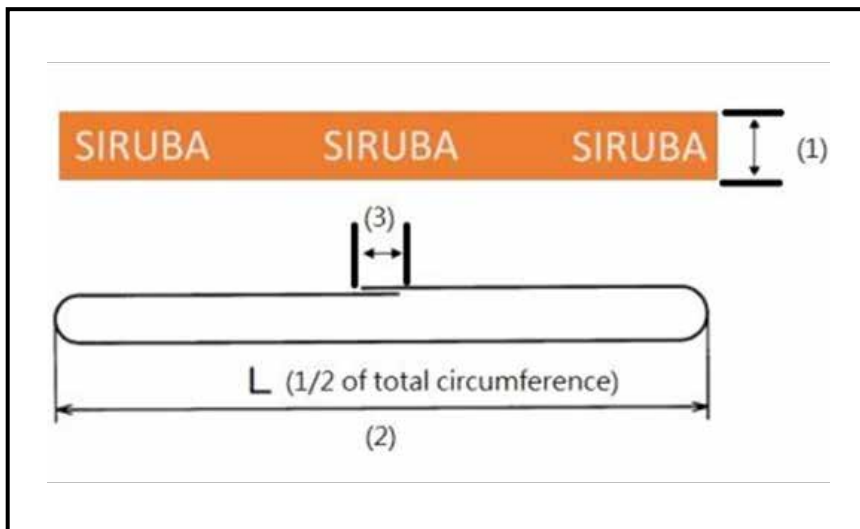 SIRUBA SIRUBA SIRUBA
(1)
(3)
L (1/2 of total circumference)
(2)